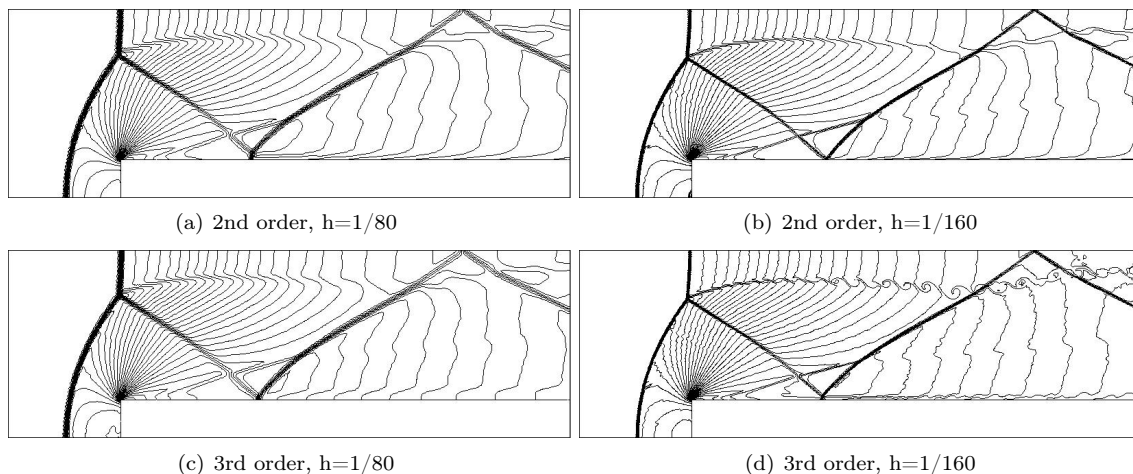 (a) 2nd order, h=1/80
(b) 2nd order, h=1/160
(c) 3rd order, h=1/80
(d) 3rd order, h=1/160